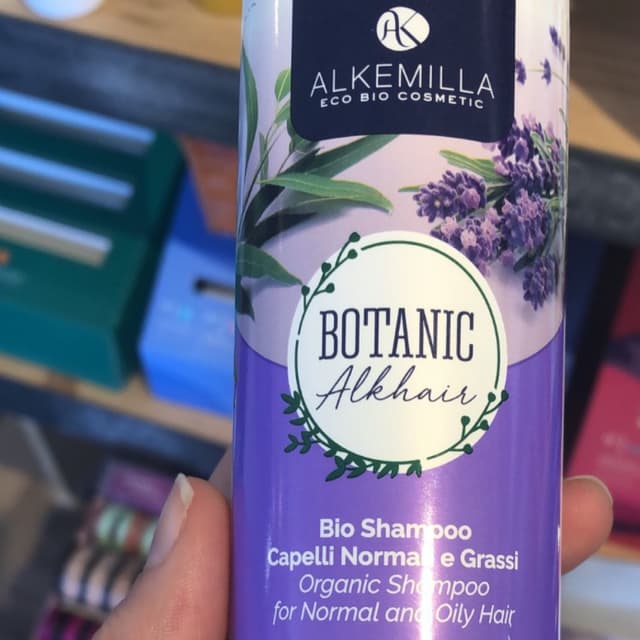 AK
ALKEMILLA
ECO BIO COSMETIC
BOTANIC
Alkhair
Bio Shampoo
Capelli Normali e Grassi
Organic Shampoo
for Normal and Oily Hair